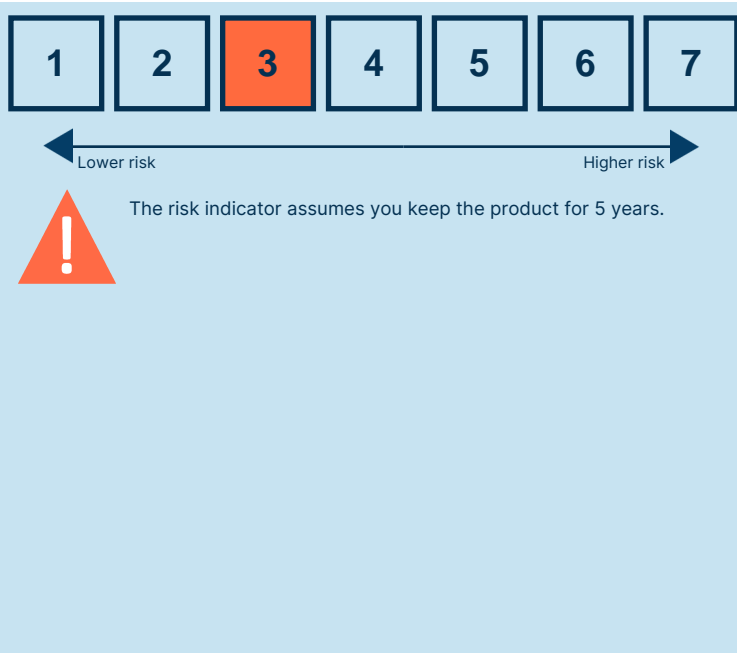 1 2 3 4 5 6 7
Lower risk Higher risk
The risk indicator assumes you keep the product for 5 years.